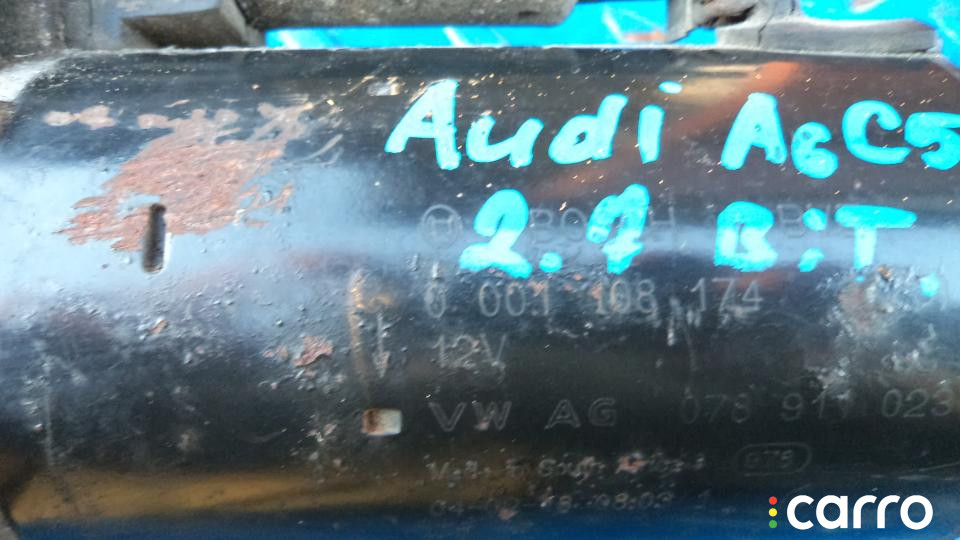 Audi A6C5
2.7 B:T.
BOSCH
0 001 108 174
12V
VW AG 078 911 023
carro